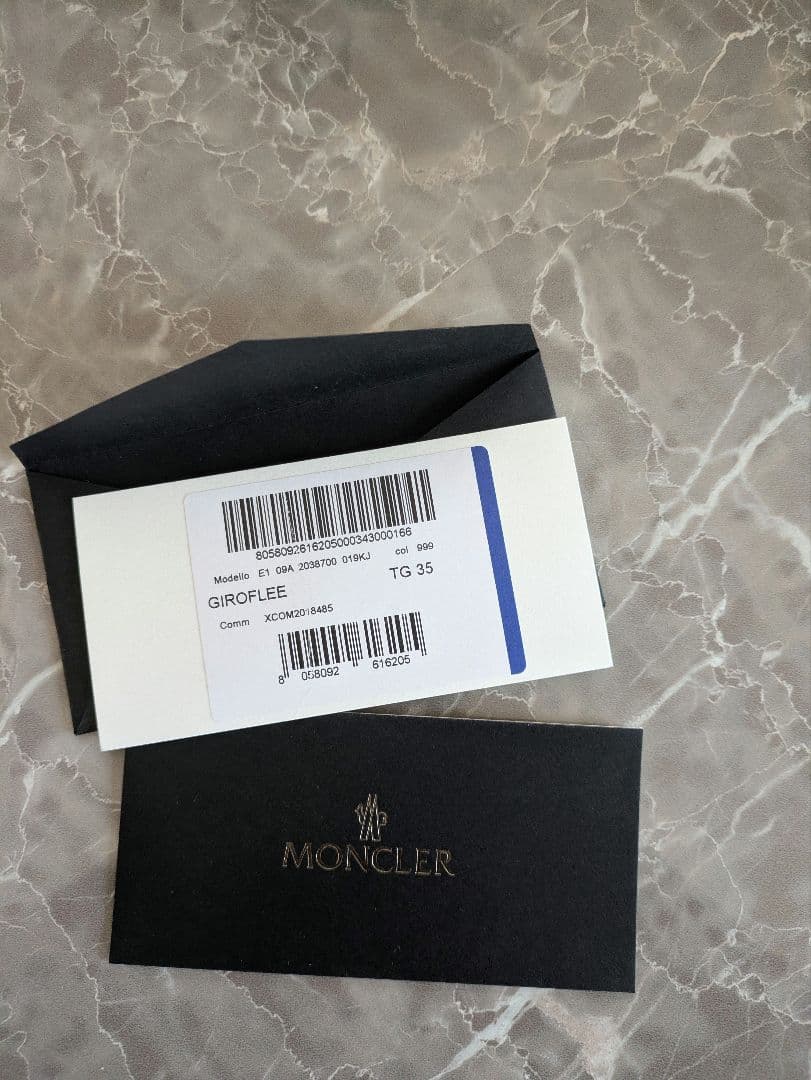 8058092616205000343000166
Modello E1 09A 2038700 019KJ col 999
GIROFLEE TG 35
Comm XCOM2018485
8 058092 616205
MONCLER